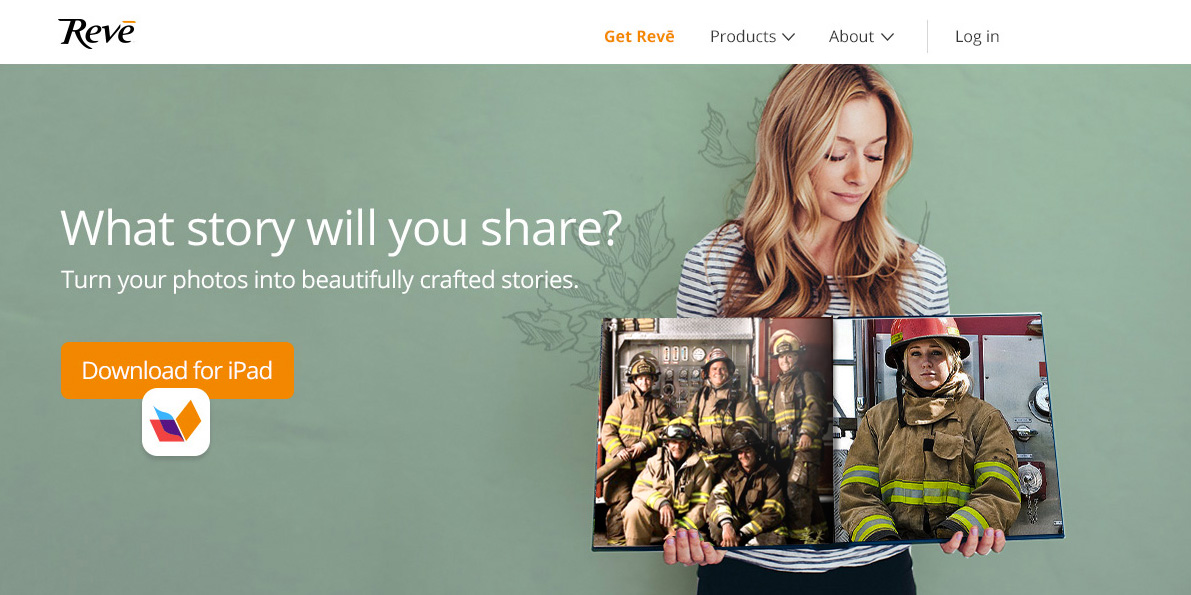 Revē
Get Revē
Products
About
Log in
What story will you share?
Turn your photos into beautifully crafted stories.
Download for iPad